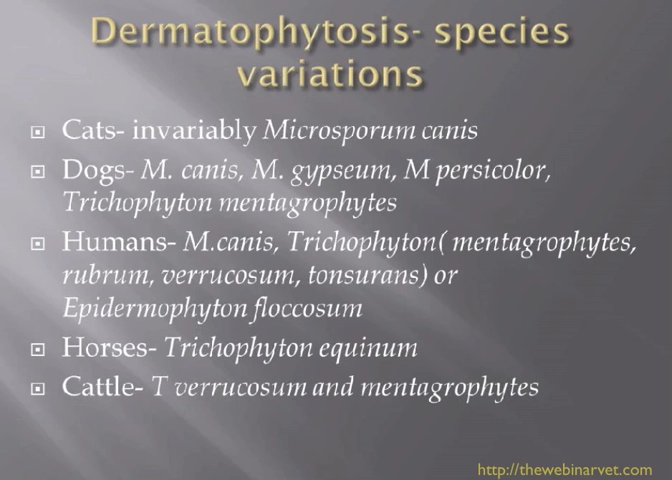 Dermatophytosis- species
variations
Cats- invariably Microsporum canis
Dogs- M. canis, M. gypseum, M persicolor,
Trichophyton mentagrophytes
Humans- M.canis, Trichophyton( mentagrophytes,
rubrum, verrucosum, tonsurans) or
Epidermophyton floccosum
Horses- Trichophyton equinum
Cattle- T verrucosum and mentagrophytes
http://thewebinarvet.com